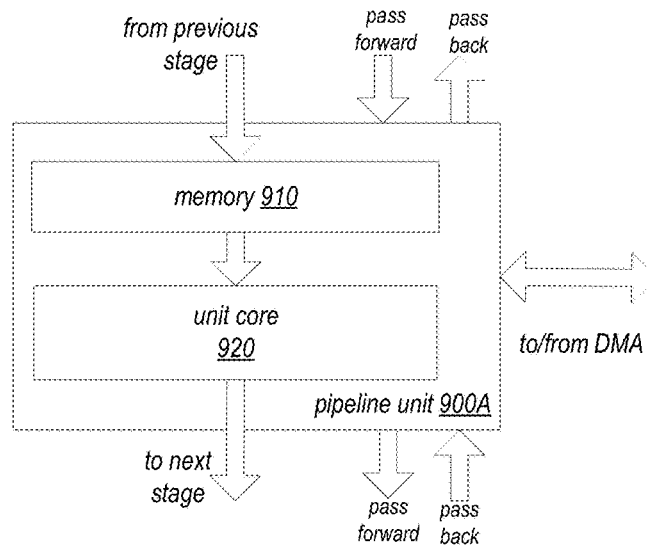 from previous
stage
pass
forward
pass
back
memory 910
unit core
920
to/from DMA
pipeline unit 900A
to next
stage
pass
forward
pass
back